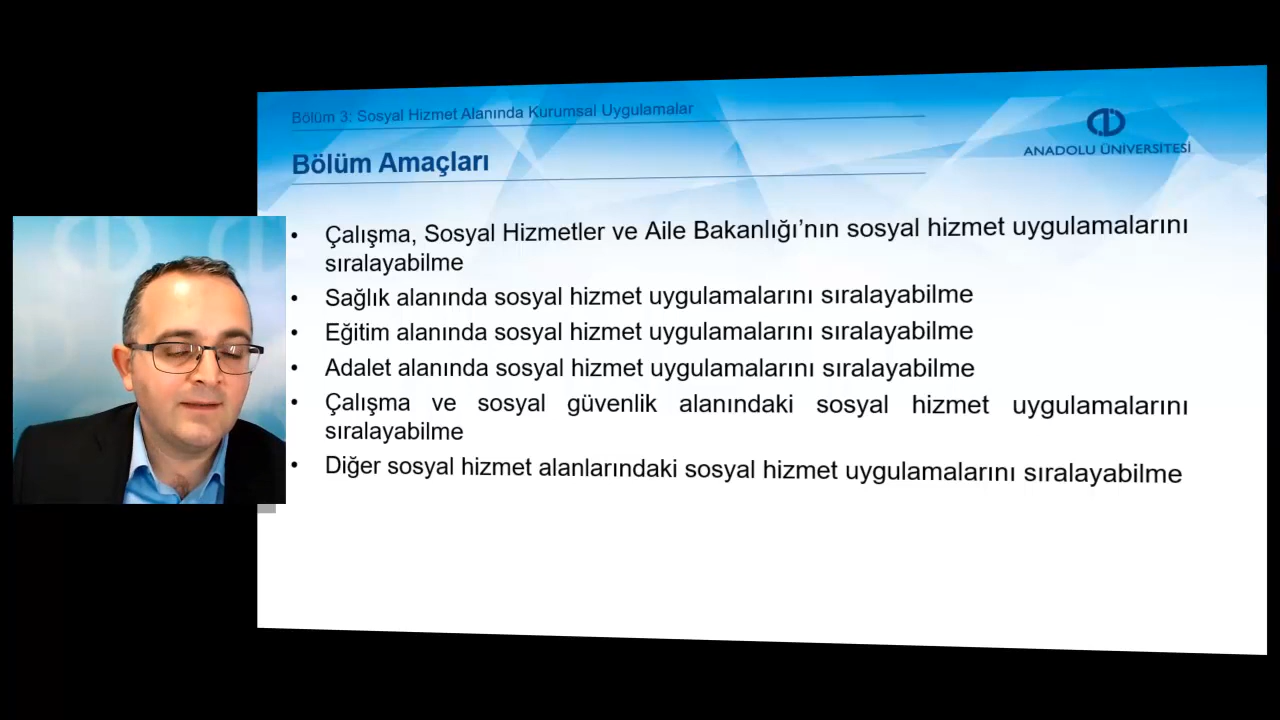 Bölüm 3: Sosyal Hizmet Alanında Kurumsal Uygulamalar
Bölüm Amaçları
ANADOLU ÜNİVERSİTESİ
• Çalışma, Sosyal Hizmetler ve Aile Bakanlığı’nın sosyal hizmet uygulamalarını
sıralayabilme
• Sağlık alanında sosyal hizmet uygulamalarını sıralayabilme
• Eğitim alanında sosyal hizmet uygulamalarını sıralayabilme
• Adalet alanında sosyal hizmet uygulamalarını sıralayabilme
• Çalışma ve sosyal güvenlik alanındaki sosyal hizmet uygulamalarını
sıralayabilme
• Diğer sosyal hizmet alanlarındaki sosyal hizmet uygulamalarını sıralayabilme